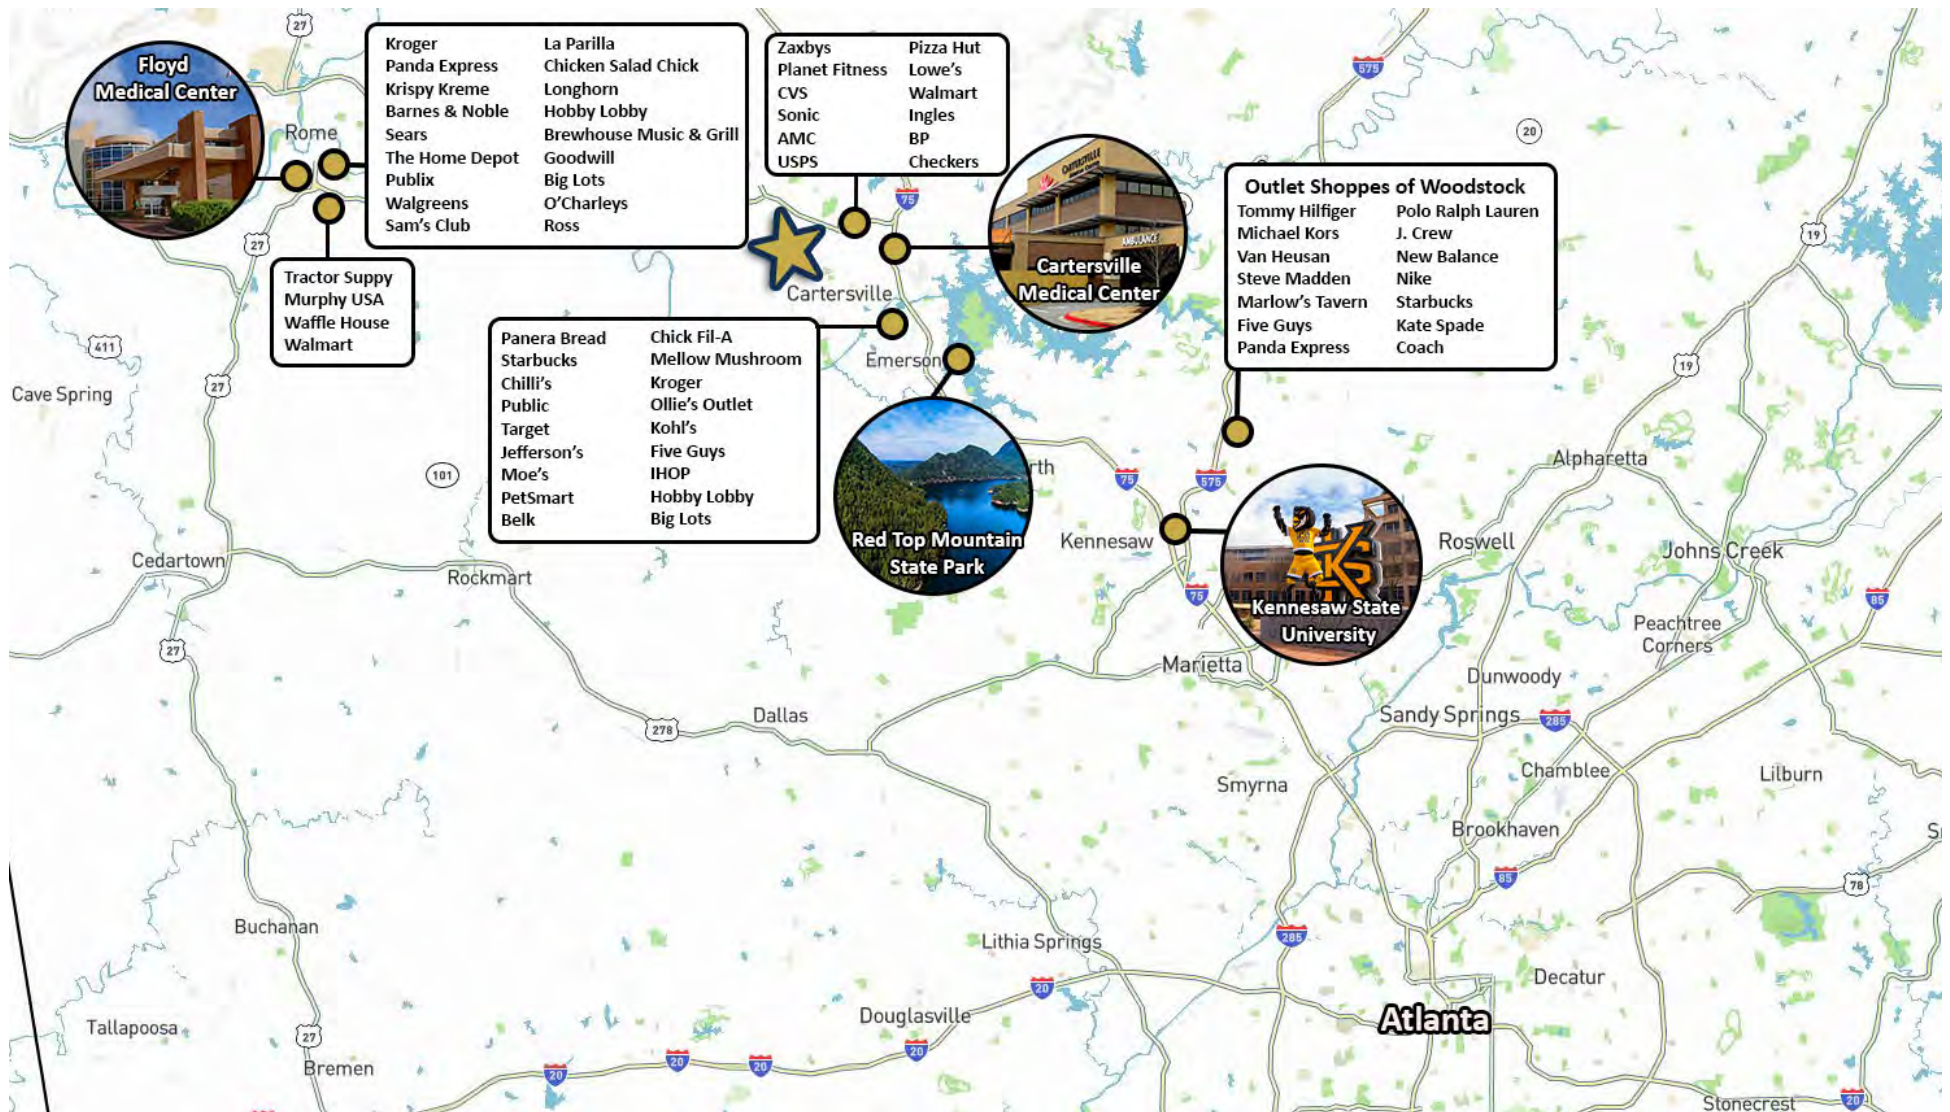 Floyd
Medical Center
Rome
Kroger
Panda Express
Krispy Kreme
Barnes & Noble
Sears
The Home Depot
Publix
Walgreens
Sam's Club
La Parilla
Chicken Salad Chick
Longhorn
Hobby Lobby
Brewhouse Music & Grill
Goodwill
Big Lots
O'Charleys
Ross
Zaxbys
Planet Fitness
CVS
Sonic
AMC
USPS
Pizza Hut
Lowe's
Walmart
Ingles
BP
Checkers
Cartersville
Medical Center
AMBULANCE
Outlet Shoppes of Woodstock
Tommy Hilfiger
Michael Kors
Van Heusan
Steve Madden
Marlow's Tavern
Five Guys
Panda Express
Polo Ralph Lauren
J. Crew
New Balance
Nike
Starbucks
Kate Spade
Coach
Tractor Suppy
Murphy USA
Waffle House
Walmart
Cartersville
Emerson
Panera Bread
Starbucks
Chilli's
Public
Target
Jefferson's
Moe's
PetSmart
Belk
Chick Fil-A
Mellow Mushroom
Kroger
Ollie's Outlet
Kohl's
Five Guys
IHOP
Hobby Lobby
Big Lots
Red Top Mountain
State Park
rth
Kennesaw
KS
Kennesaw State
University
Cave Spring
Cedartown
Rockmart
Dallas
Marietta
Alpharetta
Roswell
Johns Creek
Peachtree
Corners
Dunwoody
Sandy Springs
Smyrna
Chamblee
Lilburn
Brookhaven
Buchanan
Lithia Springs
Decatur
Atlanta
Tallapoosa
Douglasville
Bremen
Stonecrest
27
27
27
27
27
411
101
278
75
75
75
575
575
20
19
19
85
85
285
285
78
20
20
20
20
20
20